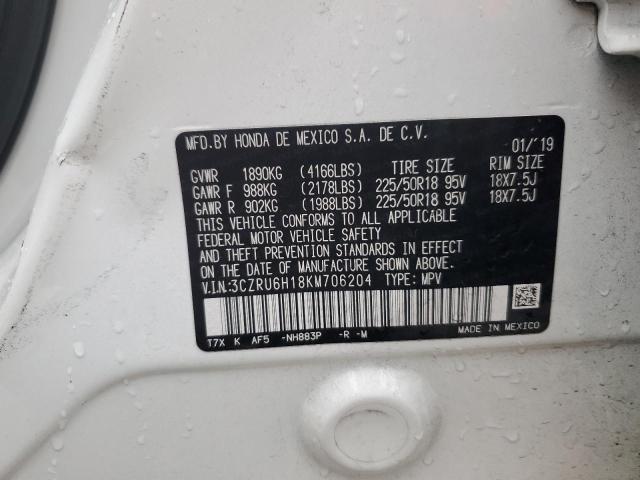 MFD.BY HONDA DE MEXICO S.A. DE C.V. 01/'19
GVWR 1890KG (4166LBS) TIRE SIZE RIM SIZE
GAWR F 988KG (2178LBS) 225/50R18 95V 18X7.5J
GAWR R 902KG (1988LBS) 225/50R18 95V 18X7.5J
THIS VEHICLE CONFORMS TO ALL APPLICABLE
FEDERAL MOTOR VEHICLE SAFETY
AND THEFT PREVENTION STANDARDS IN EFFECT
ON THE DATE OF MANUFACTURE SHOWN ABOVE.
V.I.N:3CZRU6H18KM706204 TYPE: MPV
T7X K AF5 -NH883P -R -M MADE IN MEXICO